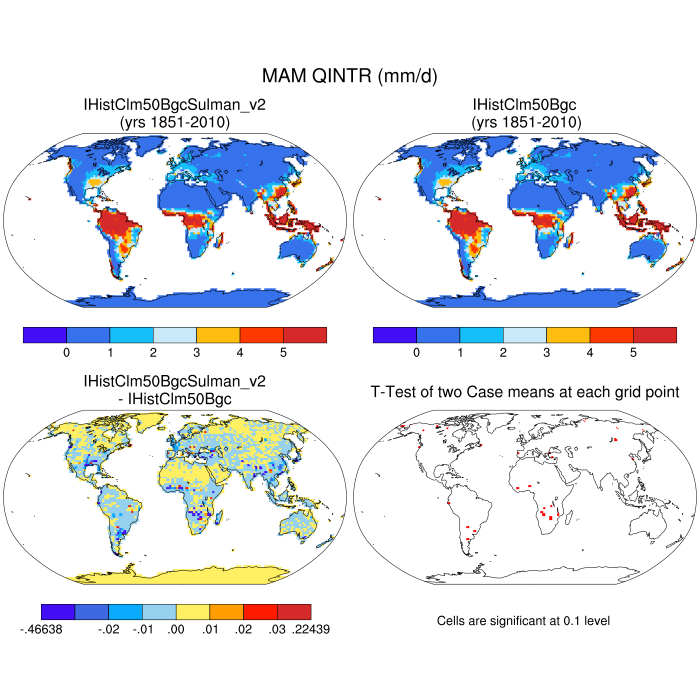 MAM QINTR (mm/d)
IHistClm50BgcSulman_v2
(yrs 1851-2010)
IHistClm50Bgc
(yrs 1851-2010)
0 1 2 3 4 5
0 1 2 3 4 5
IHistClm50BgcSulman_v2
- IHistClm50Bgc
T-Test of two Case means at each grid point
-.46638 -.02 -.01 .00 .01 .02 .03 .22439
Cells are significant at 0.1 level